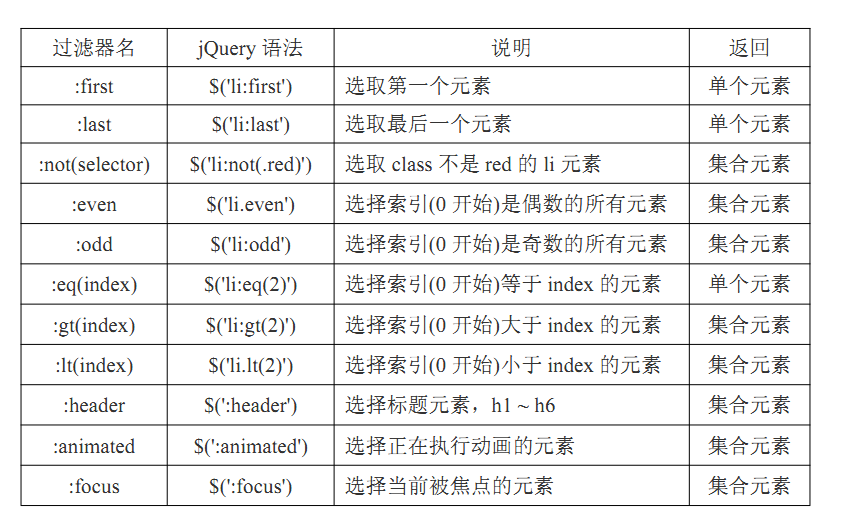 过滤器名 jQuery 语法 说明 返回
:first $('li:first') 选取第一个元素 单个元素
:last $('li:last') 选取最后一个元素 单个元素
:not(selector) $('li:not(.red)') 选取 class 不是 red 的 li 元素 集合元素
:even $('li.even') 选择索引(0 开始)是偶数的所有元素 集合元素
:odd $('li:odd') 选择索引(0 开始)是奇数的所有元素 集合元素
:eq(index) $('li:eq(2)') 选择索引(0 开始)等于 index 的元素 单个元素
:gt(index) $('li:gt(2)') 选择索引(0 开始)大于 index 的元素 集合元素
:lt(index) $('li.lt(2)') 选择索引(0 开始)小于 index 的元素 集合元素
:header $(':header') 选择标题元素，h1 ~ h6 集合元素
:animated $(':animated') 选择正在执行动画的元素 集合元素
:focus $(':focus') 选择当前被焦点的元素 集合元素